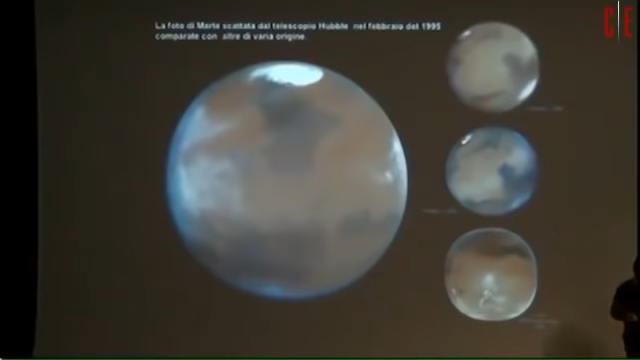 La foto di Marte scattata dal telescopio Hubble nel febbraio del 1995
comparate con altre di varia origine.
C E